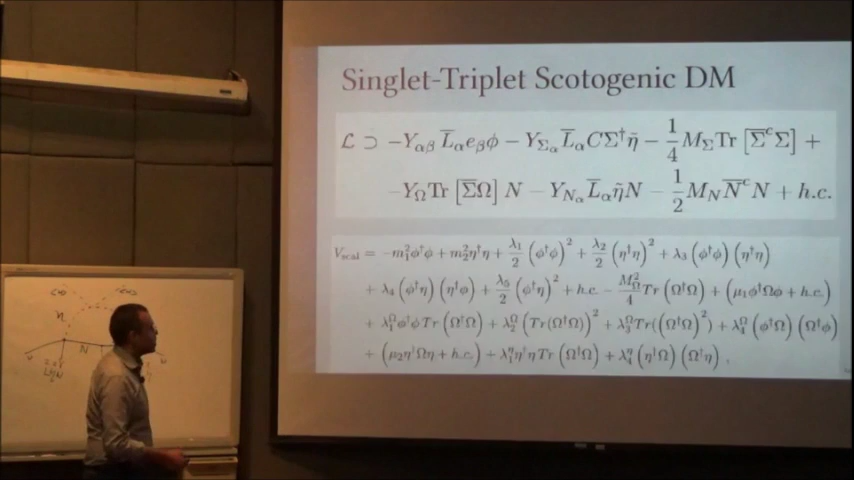 Singlet-Triplet Scotogenic DM
ℒ ⊃ −Y_{αβ} L̅_α e_β ϕ − Y_{Σ_α} L̅_α C Σ† η̃ − 1/4 M_Σ Tr [Σ̅^c Σ] +
−Y_Ω Tr [Σ̅Ω] N − Y_{N_α} L̅_α η̃ N − 1/2 M_N N̅^c N + h.c.
V_scal = −m_1^2 ϕ†ϕ + m_2^2 η†η + λ_1/2 (ϕ†ϕ)^2 + λ_2/2 (η†η)^2 + λ_3 (ϕ†ϕ) (η†η)
+ λ_4 (ϕ†η) (η†ϕ) + λ_5/2 (ϕ†η)^2 + h.c. − M_Ω^2/4 Tr (Ω†Ω) + (μ_1 ϕ†Ωϕ + h.c.)
+ λ_1^Ω ϕ†ϕ Tr (Ω†Ω) + λ_2^Ω (Tr(Ω†Ω))^2 + λ_3^Ω Tr((Ω†Ω)^2) + λ_4^Ω (ϕ†Ω) (Ω†ϕ)
+ (μ_2 η†Ωη + h.c.) + λ_1^η η†η Tr (Ω†Ω) + λ_4^η (η†Ω) (Ω†η) ,
η
N